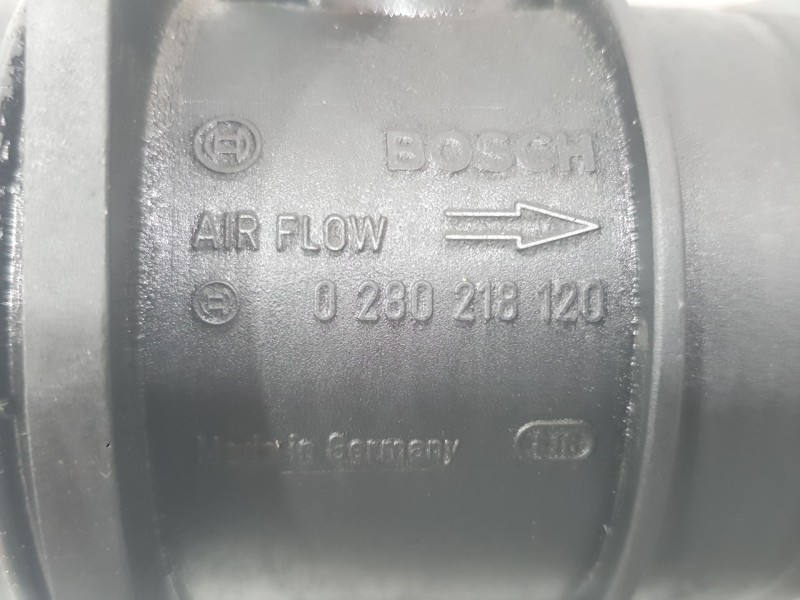 BOSCH
AIR FLOW
0 280 218 120
Made in Germany